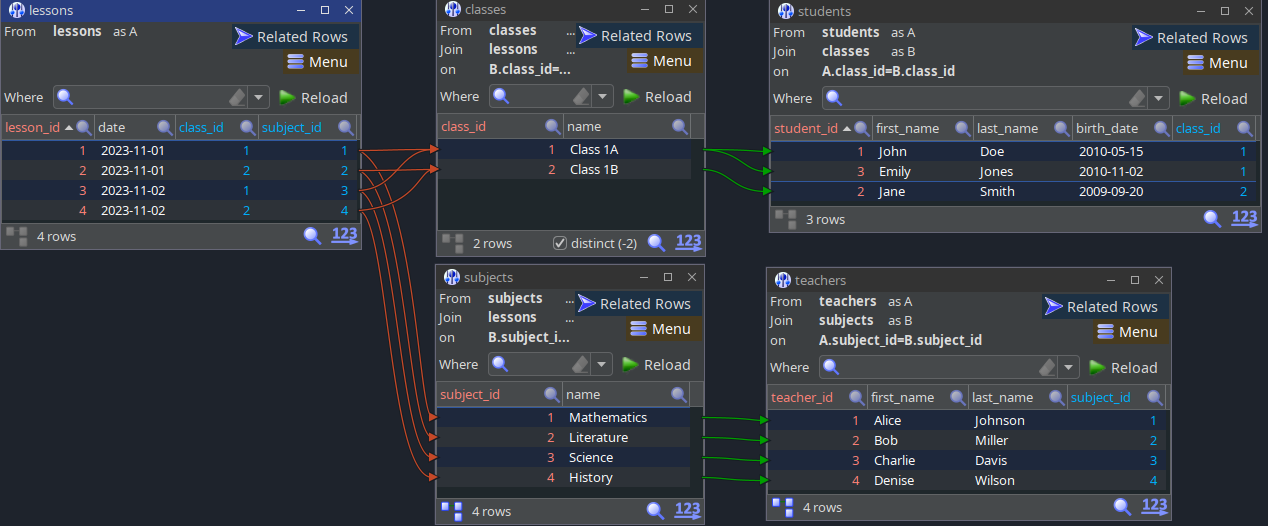 lessons
From lessons as A
Related Rows
Menu
Where Reload
lesson_id date class_id subject_id
1 2023-11-01 1 1
2 2023-11-01 2 2
3 2023-11-02 1 3
4 2023-11-02 2 4
4 rows 123
classes
From classes ...
Join lessons ...
on B.class_id=...
Related Rows
Menu
Where Reload
class_id name
1 Class 1A
2 Class 1B
2 rows distinct (-2) 123
students
From students as A
Join classes as B
on A.class_id=B.class_id
Related Rows
Menu
Where Reload
student_id first_name last_name birth_date class_id
1 John Doe 2010-05-15 1
3 Emily Jones 2010-11-02 1
2 Jane Smith 2009-09-20 2
3 rows 123
subjects
From subjects ...
Join lessons ...
on B.subject_i...
Related Rows
Menu
Where Reload
subject_id name
1 Mathematics
2 Literature
3 Science
4 History
4 rows 123
teachers
From teachers as A
Join subjects as B
on A.subject_id=B.subject_id
Related Rows
Menu
Where Reload
teacher_id first_name last_name subject_id
1 Alice Johnson 1
2 Bob Miller 2
3 Charlie Davis 3
4 Denise Wilson 4
4 rows 123